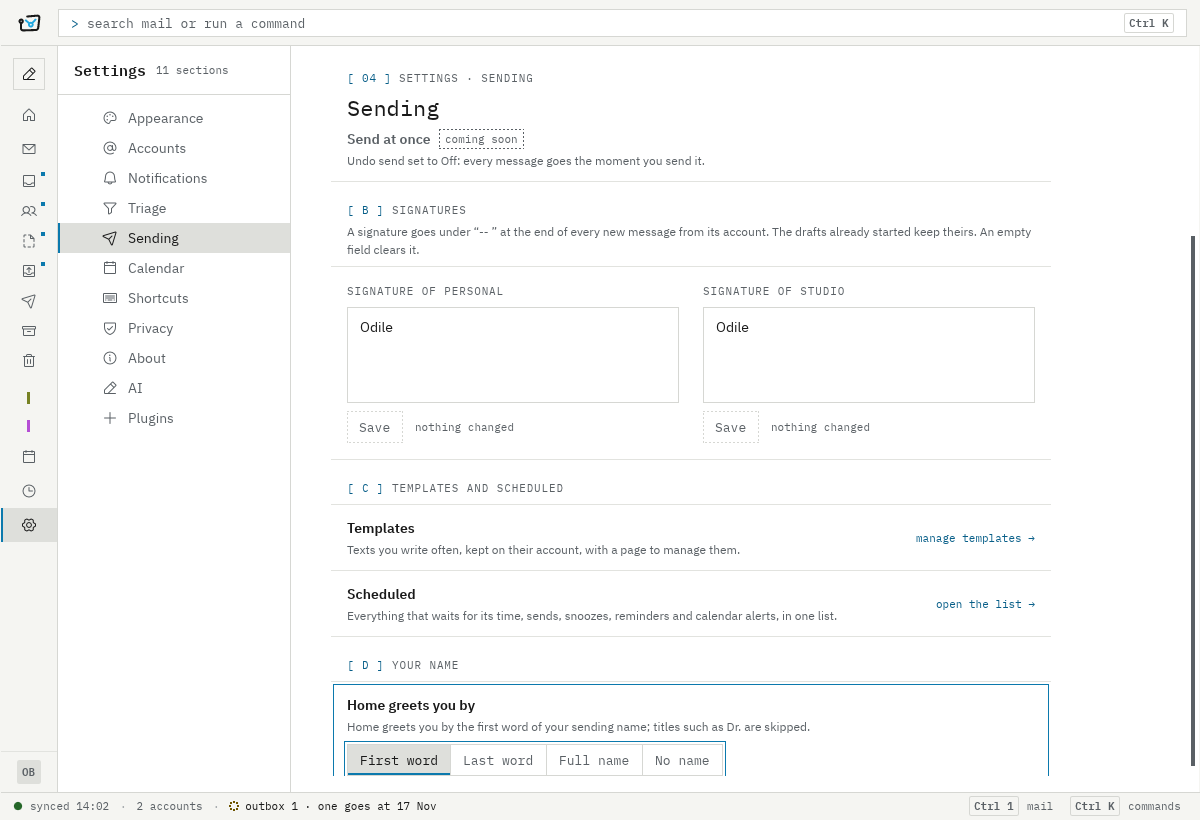 > search mail or run a command Ctrl K
Settings 11 sections
Appearance
Accounts
Notifications
Triage
Sending
Calendar
Shortcuts
Privacy
About
AI
Plugins
OB
[ 04 ] SETTINGS · SENDING
Sending
Send at once coming soon
Undo send set to Off: every message goes the moment you send it.
[ B ] SIGNATURES
A signature goes under “-- ” at the end of every new message from its account. The drafts already started keep theirs. An empty
field clears it.
SIGNATURE OF PERSONAL
Odile
Save nothing changed
SIGNATURE OF STUDIO
Odile
Save nothing changed
[ C ] TEMPLATES AND SCHEDULED
Templates
Texts you write often, kept on their account, with a page to manage them.
manage templates →
Scheduled
Everything that waits for its time, sends, snoozes, reminders and calendar alerts, in one list.
open the list →
[ D ] YOUR NAME
Home greets you by
Home greets you by the first word of your sending name; titles such as Dr. are skipped.
First word Last word Full name No name
synced 14:02 · 2 accounts · outbox 1 · one goes at 17 Nov Ctrl 1 mail Ctrl K commands